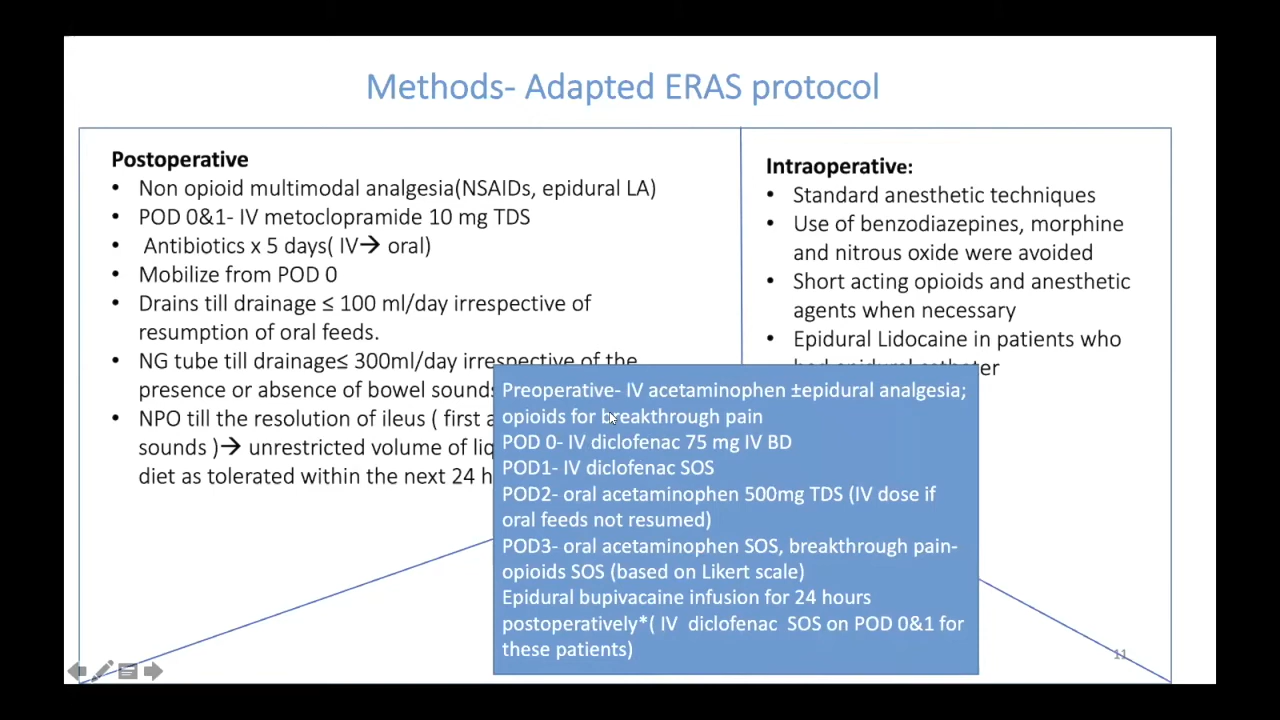 Methods- Adapted ERAS protocol
Postoperative
• Non opioid multimodal analgesia(NSAIDs, epidural LA)
• POD 0&1- IV metoclopramide 10 mg TDS
• Antibiotics x 5 days( IV→ oral)
• Mobilize from POD 0
• Drains till drainage ≤ 100 ml/day irrespective of
resumption of oral feeds.
• NG tube till drainage≤ 300ml/day irrespective of the
presence or absence of bowel sounds
• NPO till the resolution of ileus ( first
sounds )→ unrestricted volume of
diet as tolerated within the next 24
Intraoperative:
• Standard anesthetic techniques
• Use of benzodiazepines, morphine
and nitrous oxide were avoided
• Short acting opioids and anesthetic
agents when necessary
• Epidural Lidocaine in patients who
had epidural catheter
Preoperative- IV acetaminophen ±epidural analgesia;
opioids for breakthrough pain
POD 0- IV diclofenac 75 mg IV BD
POD1- IV diclofenac SOS
POD2- oral acetaminophen 500mg TDS (IV dose if
oral feeds not resumed)
POD3- oral acetaminophen SOS, breakthrough pain-
opioids SOS (based on Likert scale)
Epidural bupivacaine infusion for 24 hours
postoperatively*( IV diclofenac SOS on POD 0&1 for
these patients)
11